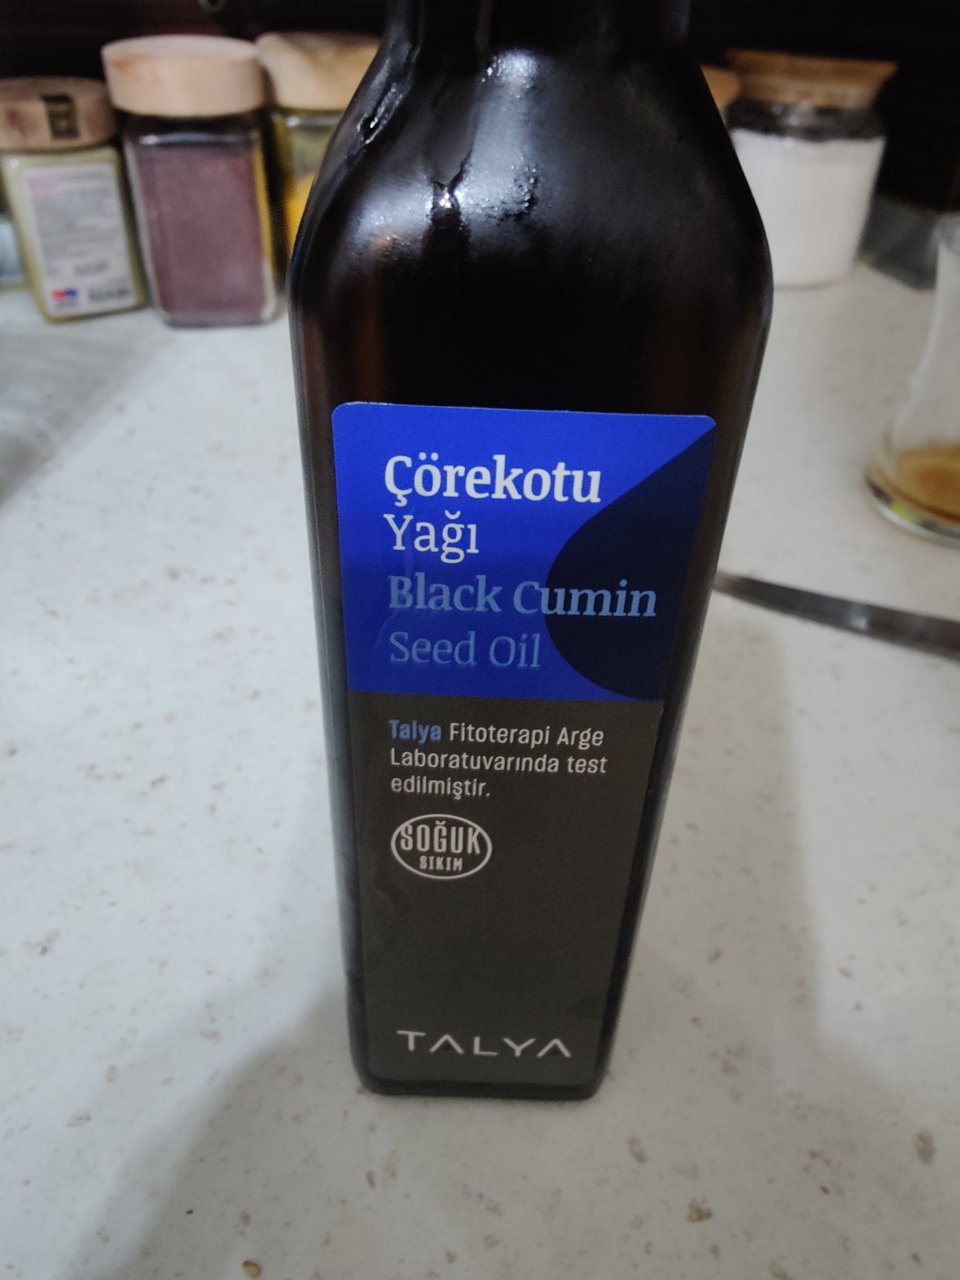 Çörekotu
Yağı
Black Cumin
Seed Oil
Talya Fitoterapi Arge
Laboratuvarında test
edilmiştir.
SOĞUK
SIKIM
TALYA